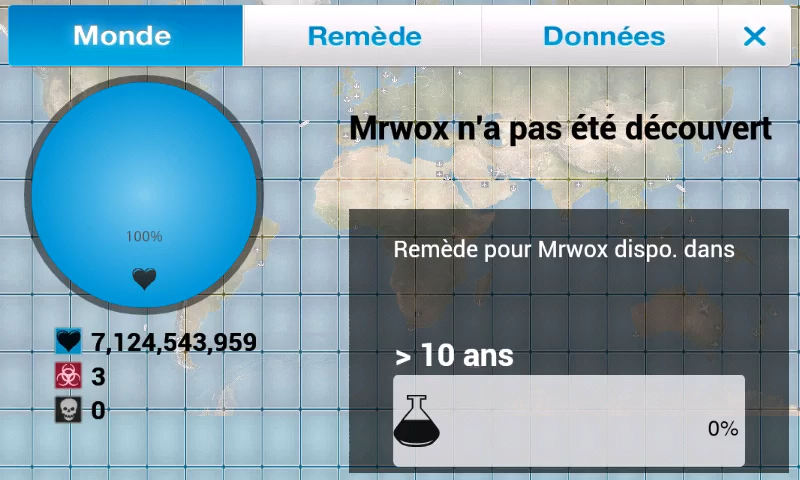 Monde
Remède
Données
Mrwox n'a pas été découvert
100%
Remède pour Mrwox dispo. dans
7,124,543,959
> 10 ans
3
0
0%